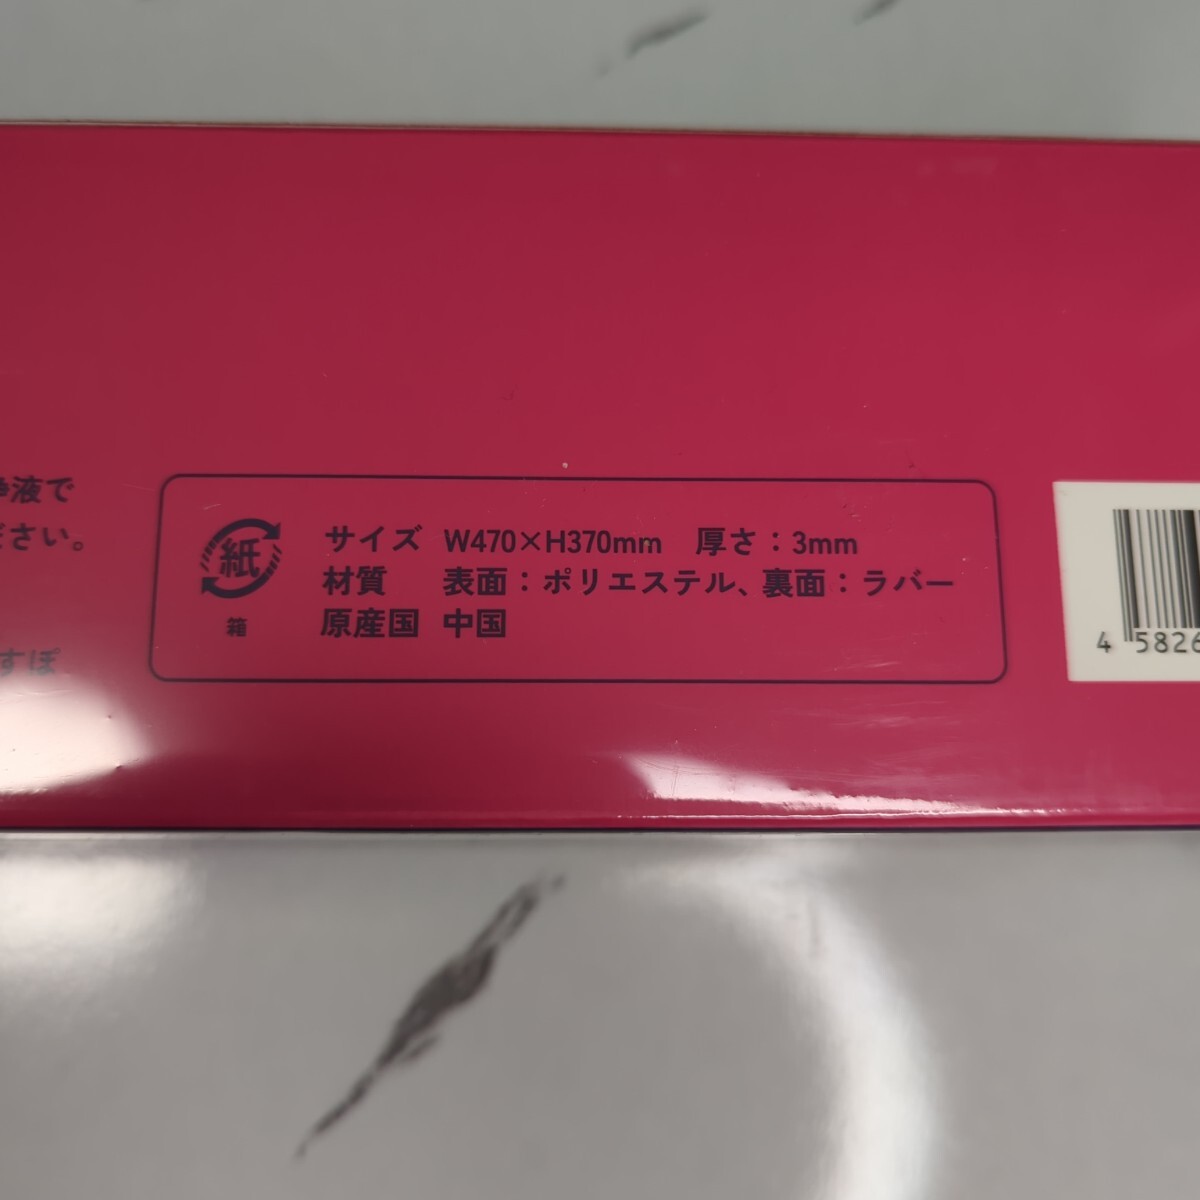 液で
ださい。
すぽ
紙
箱
サイズ W470×H370mm 厚さ：3mm
材質 表面：ポリエステル、裏面：ラバー
原産国 中国
4 5826